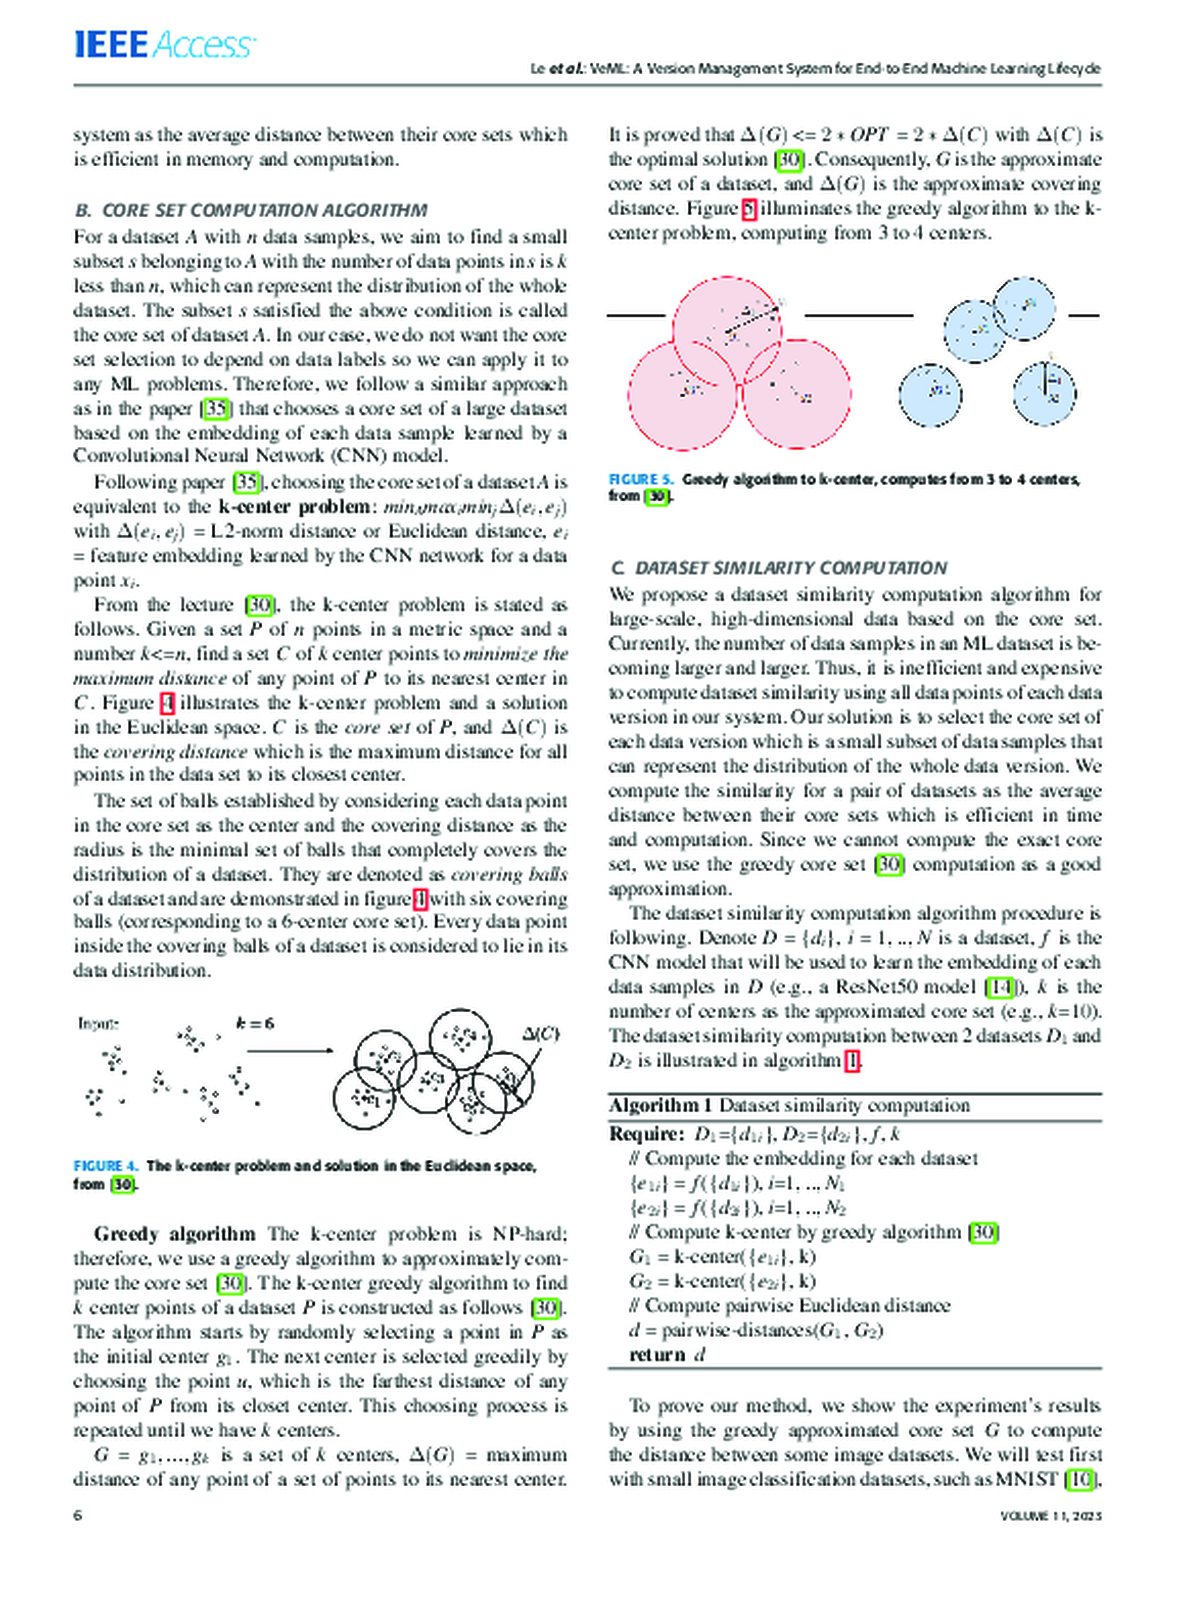 IEEE Access
Le et al.: VeML: A Version Management System for End-to-End Machine Learning Lifecycle
system as the average distance between their core sets which
is efficient in memory and computation.
B. CORE SET COMPUTATION ALGORITHM
For a dataset A with n data samples, we aim to find a small
subset s belonging to A with the number of data points in s is k
less than n, which can represent the distribution of the whole
dataset. The subset s satisfied the above condition is called
the core set of dataset A. In our case, we do not want the core
set selection to depend on data labels so we can apply it to
any ML problems. Therefore, we follow a similar approach
as in the paper [35] that chooses a core set of a large dataset
based on the embedding of each data sample learned by a
Convolutional Neural Network (CNN) model.
Following paper [35], choosing the core set of a dataset A is
equivalent to the k-center problem: min_s max_i min_j Δ(e_i, e_j)
with Δ(e_i, e_j) = L2-norm distance or Euclidean distance, e_i
= feature embedding learned by the CNN network for a data
point x_i.
From the lecture [30], the k-center problem is stated as
follows. Given a set P of n points in a metric space and a
number k<=n, find a set C of k center points to minimize the
maximum distance of any point of P to its nearest center in
C. Figure 4 illustrates the k-center problem and a solution
in the Euclidean space. C is the core set of P, and Δ(C) is
the covering distance which is the maximum distance for all
points in the data set to its closest center.
The set of balls established by considering each data point
in the core set as the center and the covering distance as the
radius is the minimal set of balls that completely covers the
distribution of a dataset. They are denoted as covering balls
of a dataset and are demonstrated in figure 4 with six covering
balls (corresponding to a 6-center core set). Every data point
inside the covering balls of a dataset is considered to lie in its
data distribution.
Input:
k = 6
Δ(C)
FIGURE 4. The k-center problem and solution in the Euclidean space,
from [30].
Greedy algorithm The k-center problem is NP-hard;
therefore, we use a greedy algorithm to approximately com-
pute the core set [30]. The k-center greedy algorithm to find
k center points of a dataset P is constructed as follows [30].
The algorithm starts by randomly selecting a point in P as
the initial center g₁. The next center is selected greedily by
choosing the point u, which is the farthest distance of any
point of P from its closet center. This choosing process is
repeated until we have k centers.
G = g₁, ..., g_k is a set of k centers, Δ(G) = maximum
distance of any point of a set of points to its nearest center.
It is proved that Δ(G) <= 2 * OPT = 2 * Δ(C) with Δ(C) is
the optimal solution [30]. Consequently, G is the approximate
core set of a dataset, and Δ(G) is the approximate covering
distance. Figure 5 illuminates the greedy algorithm to the k-
center problem, computing from 3 to 4 centers.
FIGURE 5. Greedy algorithm to k-center, computes from 3 to 4 centers,
from [30].
C. DATASET SIMILARITY COMPUTATION
We propose a dataset similarity computation algorithm for
large-scale, high-dimensional data based on the core set.
Currently, the number of data samples in an ML dataset is be-
coming larger and larger. Thus, it is inefficient and expensive
to compute dataset similarity using all data points of each data
version in our system. Our solution is to select the core set of
each data version which is a small subset of data samples that
can represent the distribution of the whole data version. We
compute the similarity for a pair of datasets as the average
distance between their core sets which is efficient in time
and computation. Since we cannot compute the exact core
set, we use the greedy core set [30] computation as a good
approximation.
The dataset similarity computation algorithm procedure is
following. Denote D = {d_i}, i = 1, .., N is a dataset, f is the
CNN model that will be used to learn the embedding of each
data samples in D (e.g., a ResNet50 model [14]), k is the
number of centers as the approximated core set (e.g., k=10).
The dataset similarity computation between 2 datasets D₁ and
D₂ is illustrated in algorithm 1.
Algorithm 1 Dataset similarity computation
Require: D₁={d₁ᵢ}, D₂={d₂ᵢ}, f, k
// Compute the embedding for each dataset
{e₁ᵢ} = f({d₁ᵢ}), i=1, .., N₁
{e₂ᵢ} = f({d₂ᵢ}), i=1, .., N₂
// Compute k-center by greedy algorithm [30]
G₁ = k-center({e₁ᵢ}, k)
G₂ = k-center({e₂ᵢ}, k)
// Compute pairwise Euclidean distance
d = pairwise-distances(G₁, G₂)
return d
To prove our method, we show the experiment's results
by using the greedy approximated core set G to compute
the distance between some image datasets. We will test first
with small image classification datasets, such as MNIST [10],
6
VOLUME 11, 2023